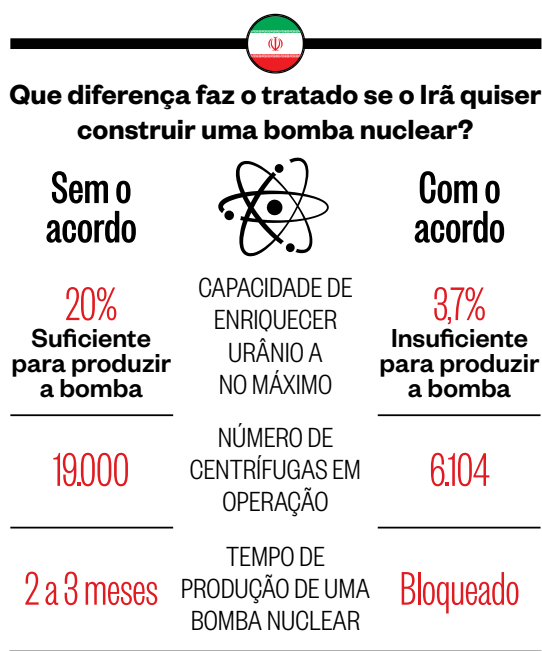 Que diferença faz o tratado se o Irã quiser
construir uma bomba nuclear?
Sem o
acordo
Com o
acordo
20%
Suficiente
para produzir
a bomba
CAPACIDADE DE
ENRIQUECER
URÂNIO A
NO MÁXIMO
3,7%
Insuficiente
para produzir
a bomba
19.000
NÚMERO DE
CENTRÍFUGAS EM
OPERAÇÃO
6.104
2 a 3 meses
TEMPO DE
PRODUÇÃO DE UMA
BOMBA NUCLEAR
Bloqueado